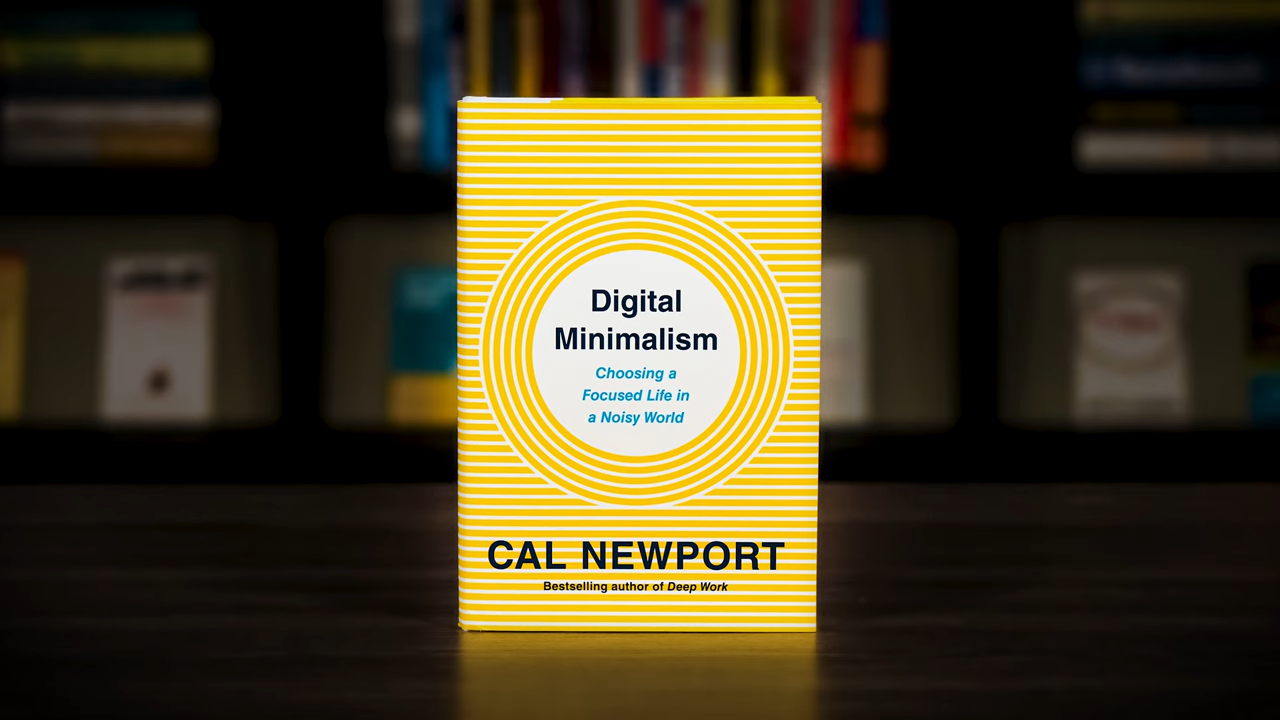 Digital
Minimalism
Choosing a
Focused Life in
a Noisy World
CAL NEWPORT
Bestselling author of Deep Work